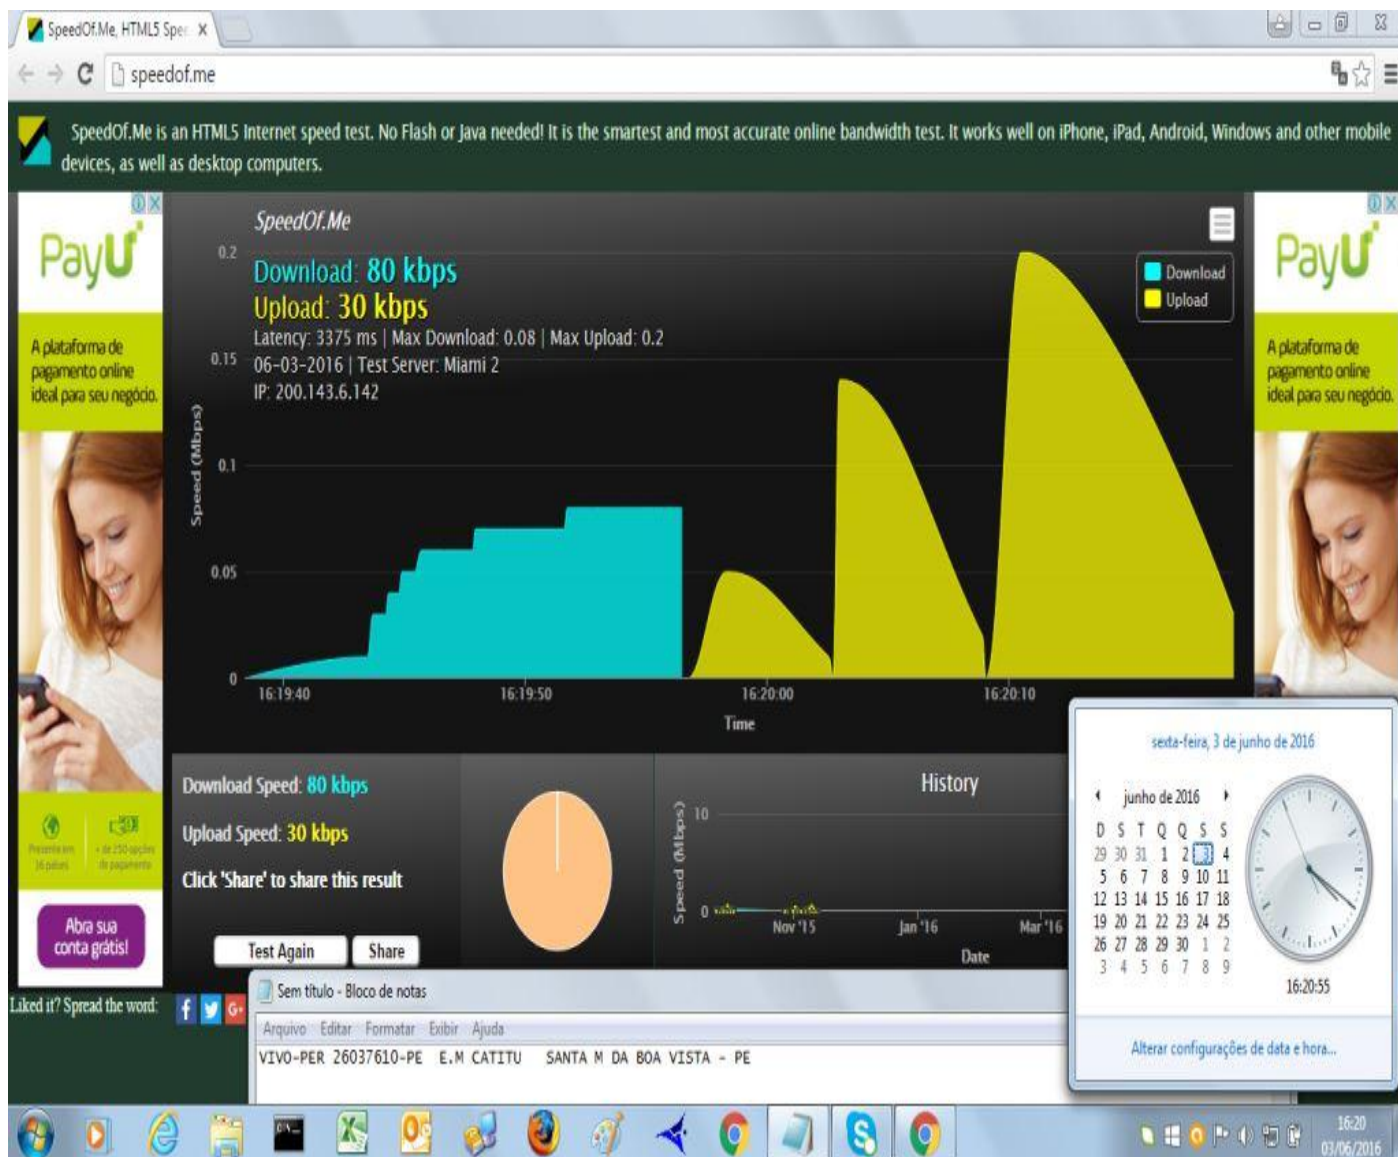 SpeedOf.Me, HTML5 Spee
speedof.me
SpeedOf.Me is an HTML5 Internet speed test. No Flash or Java needed! It is the smartest and most accurate online bandwidth test. It works well on iPhone, iPad, Android, Windows and other mobile
devices, as well as desktop computers.
PayU
A plataforma de
pagamento online
ideal para seu negócio.
Presente em
16 países
+ de 250 opções
de pagamento
Abra sua
conta grátis!
SpeedOf.Me
Download: 80 kbps
Upload: 30 kbps
Latency: 3375 ms | Max Download: 0.08 | Max Upload: 0.2
06-03-2016 | Test Server: Miami 2
IP: 200.143.6.142
Download
Upload
Speed (Mbps)
0.2
0.15
0.1
0.05
0
16:19:40 16:19:50 16:20:00 16:20:10
Time
PayU
A plataforma de
pagamento online
ideal para seu negócio.
Download Speed: 80 kbps
Upload Speed: 30 kbps
Click 'Share' to share this result
Test Again Share
History
Speed (Mbps)
10
0
Nov '15 Jan '16 Mar '16
Date
sexta-feira, 3 de junho de 2016
junho de 2016
D S T Q Q S S
29 30 31 1 2 3 4
5 6 7 8 9 10 11
12 13 14 15 16 17 18
19 20 21 22 23 24 25
26 27 28 29 30 1 2
3 4 5 6 7 8 9
16:20:55
Alterar configurações de data e hora...
Liked it? Spread the word:
Sem título - Bloco de notas
Arquivo Editar Formatar Exibir Ajuda
VIVO-PER 26037610-PE E.M CATITU SANTA M DA BOA VISTA - PE
16:20
03/06/2016